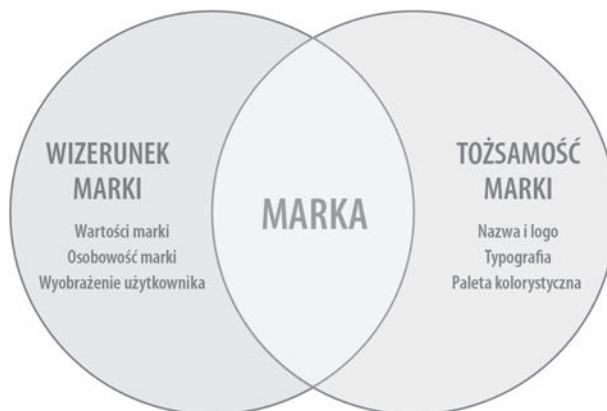 WIZERUNEK
MARKI
Wartości marki
Osobowość marki
Wyobrażenie użytkownika
MARKA
TOŻSAMOŚĆ
MARKI
Nazwa i logo
Typografia
Paleta kolorystyczna